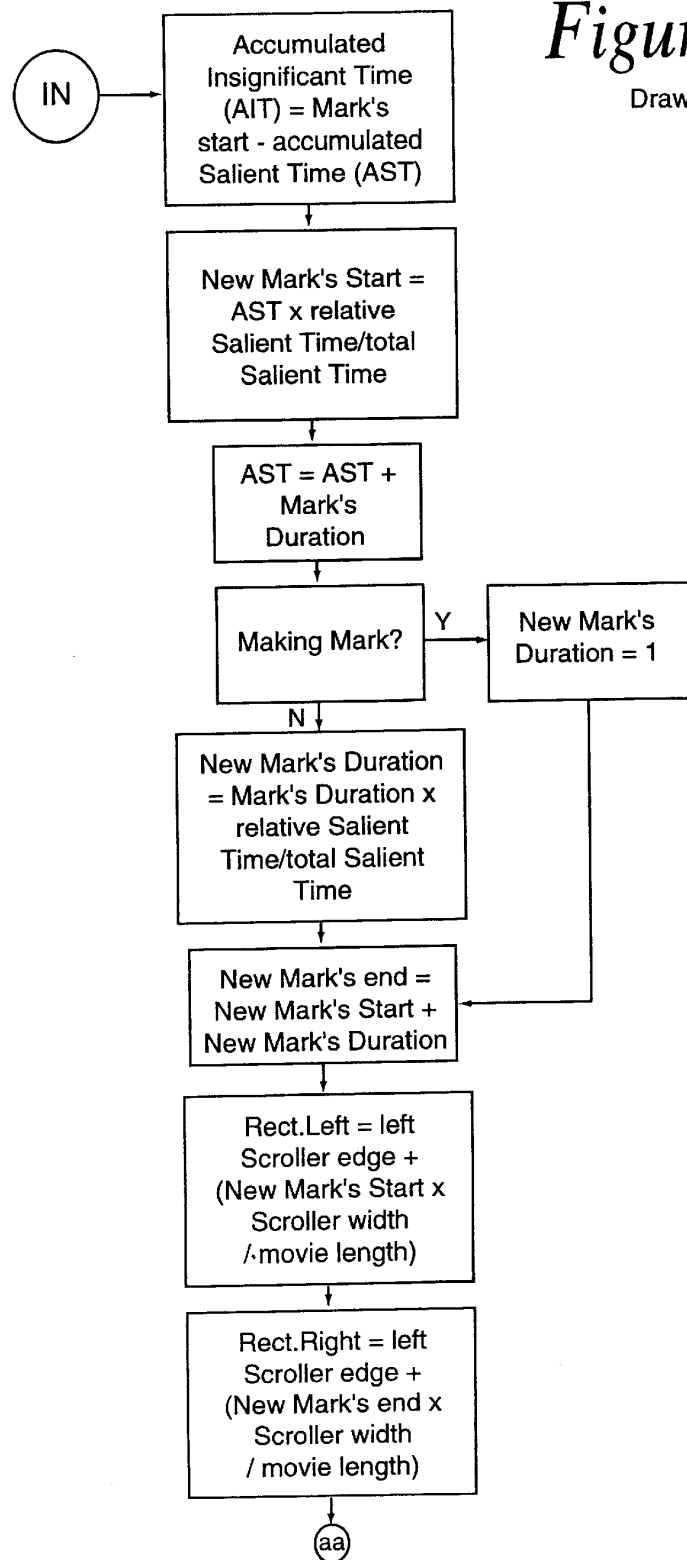 Figur
Draw
IN
Accumulated
Insignificant Time
(AIT) = Mark's
start - accumulated
Salient Time (AST)
New Mark's Start =
AST x relative
Salient Time/total
Salient Time
AST = AST +
Mark's
Duration
Making Mark?
Y
New Mark's
Duration = 1
N
New Mark's Duration
= Mark's Duration x
relative Salient
Time/total Salient
Time
New Mark's end =
New Mark's Start +
New Mark's Duration
Rect.Left = left
Scroller edge +
(New Mark's Start x
Scroller width
/ movie length)
Rect.Right = left
Scroller edge +
(New Mark's end x
Scroller width
/ movie length)
aa